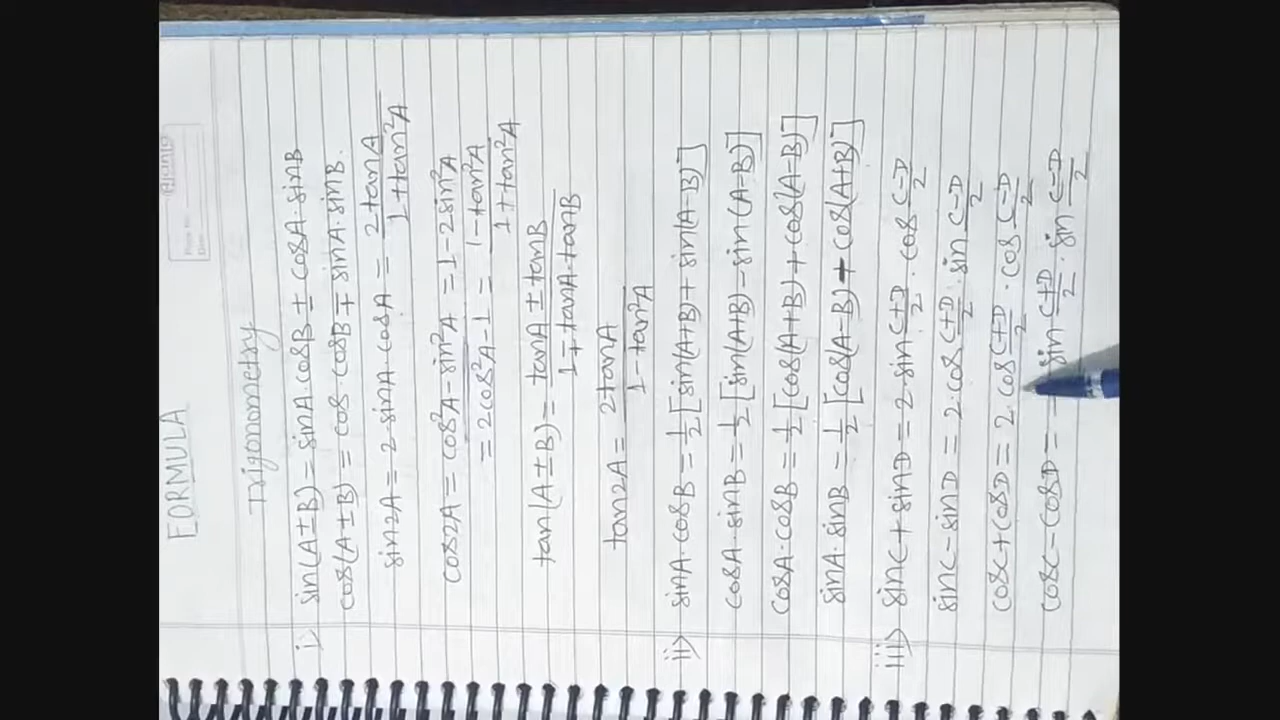 FORMULA
Trigonometry
i> sin(A±B) = sinA·cosB ± cosA·sinB
cos(A±B) = cos·cosB ∓ sinA·sinB.
sin2A = 2·sinA·cosA = 2tanA / 1+tan²A
cos2A = cos²A - sin²A = 1-2sin²A
= 2cos²A - 1 = 1-tan²A / 1+tan²A
tan(A±B) = tanA ± tanB / 1∓tanA·tanB
tan2A = 2tanA / 1-tan²A
ii> sinA·cosB = 1/2 [sin(A+B) + sin(A-B)]
cosA·sinB = 1/2 [sin(A+B) - sin(A-B)]
cosA·cosB = 1/2 [cos(A+B) + cos(A-B)]
sinA·sinB = 1/2 [cos(A-B) + cos(A+B)]
iii> sinC + sinD = 2·sin C+D/2 · cos C-D/2
sinC - sinD = 2·cos C+D/2 · sin C-D/2
cosC + cosD = 2·cos C+D/2 · cos C-D/2
cosC - cosD = sin C+D/2 · sin C-D/2